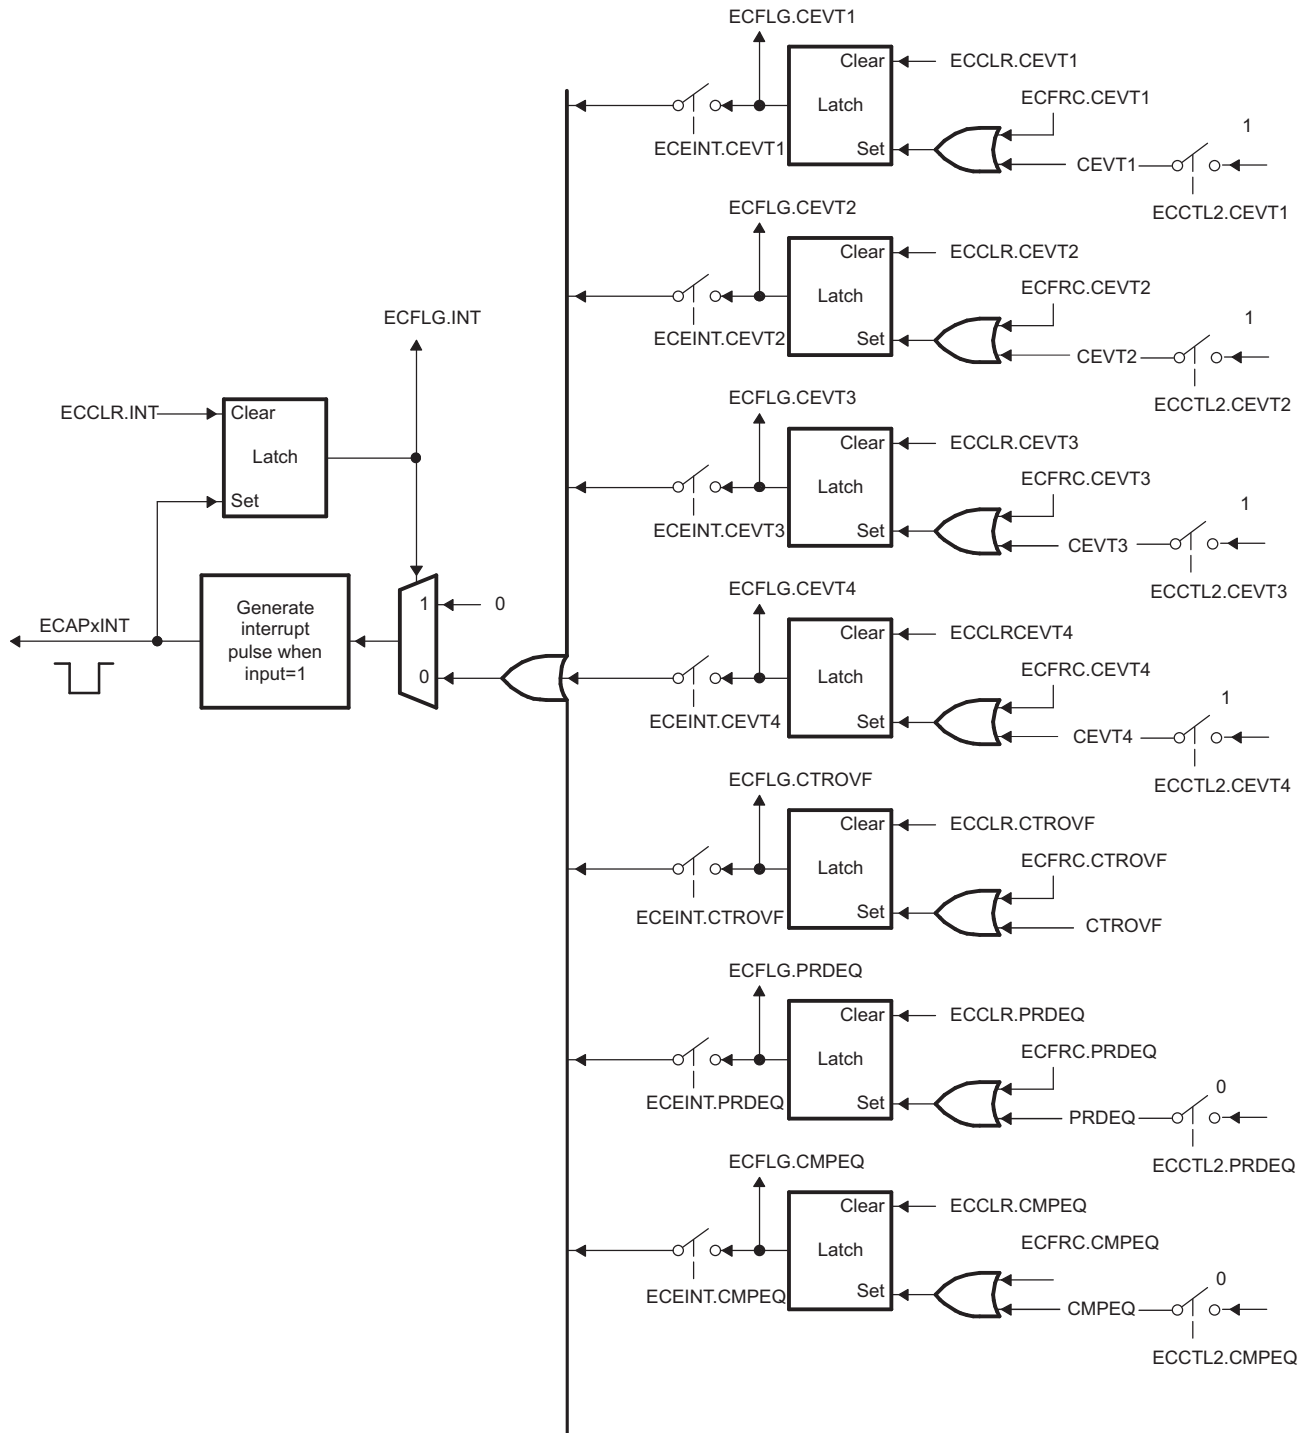 ECFLG.CEVT1
Clear
ECCLR.CEVT1
Latch
ECFRC.CEVT1
1
ECEINT.CEVT1
Set
CEVT1
ECCTL2.CEVT1
ECFLG.CEVT2
Clear
ECCLR.CEVT2
Latch
ECFRC.CEVT2
1
ECEINT.CEVT2
Set
CEVT2
ECCTL2.CEVT2
ECFLG.INT
ECCLR.INT
Clear
Latch
Set
ECFLG.CEVT3
Clear
ECCLR.CEVT3
Latch
ECFRC.CEVT3
1
ECEINT.CEVT3
Set
CEVT3
ECCTL2.CEVT3
ECAPxINT
Generate
interrupt
pulse when
input=1
1
0
0
ECFLG.CEVT4
Clear
ECCLRCEVT4
Latch
ECFRC.CEVT4
1
ECEINT.CEVT4
Set
CEVT4
ECCTL2.CEVT4
ECFLG.CTROVF
Clear
ECCLR.CTROVF
Latch
ECFRC.CTROVF
ECEINT.CTROVF
Set
CTROVF
ECFLG.PRDEQ
Clear
ECCLR.PRDEQ
Latch
ECFRC.PRDEQ
0
ECEINT.PRDEQ
Set
PRDEQ
ECCTL2.PRDEQ
ECFLG.CMPEQ
Clear
ECCLR.CMPEQ
Latch
ECFRC.CMPEQ
0
ECEINT.CMPEQ
Set
CMPEQ
ECCTL2.CMPEQ